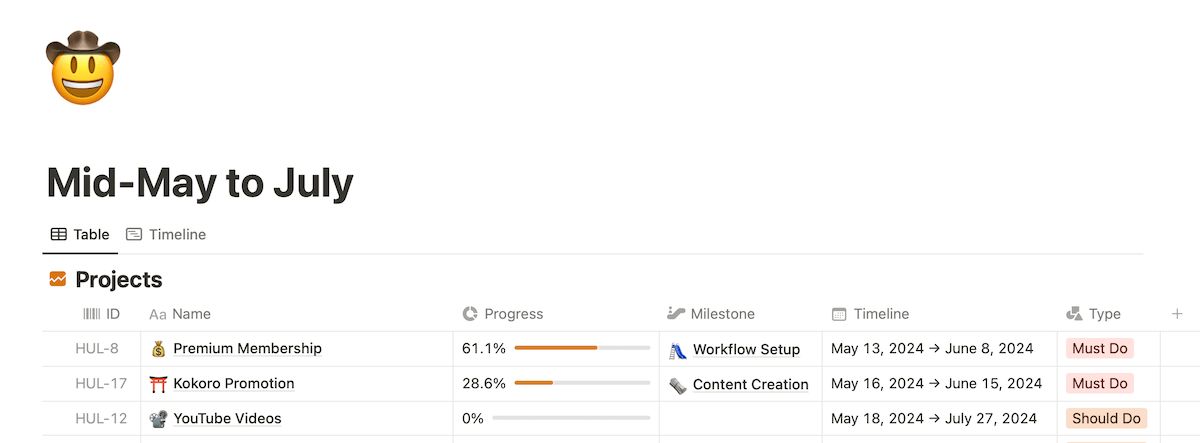 Mid-May to July
Table Timeline
Projects
ID Aa Name Progress Milestone Timeline Type
HUL-8 Premium Membership 61.1% Workflow Setup May 13, 2024 → June 8, 2024 Must Do
HUL-17 Kokoro Promotion 28.6% Content Creation May 16, 2024 → June 15, 2024 Must Do
HUL-12 YouTube Videos 0% May 18, 2024 → July 27, 2024 Should Do